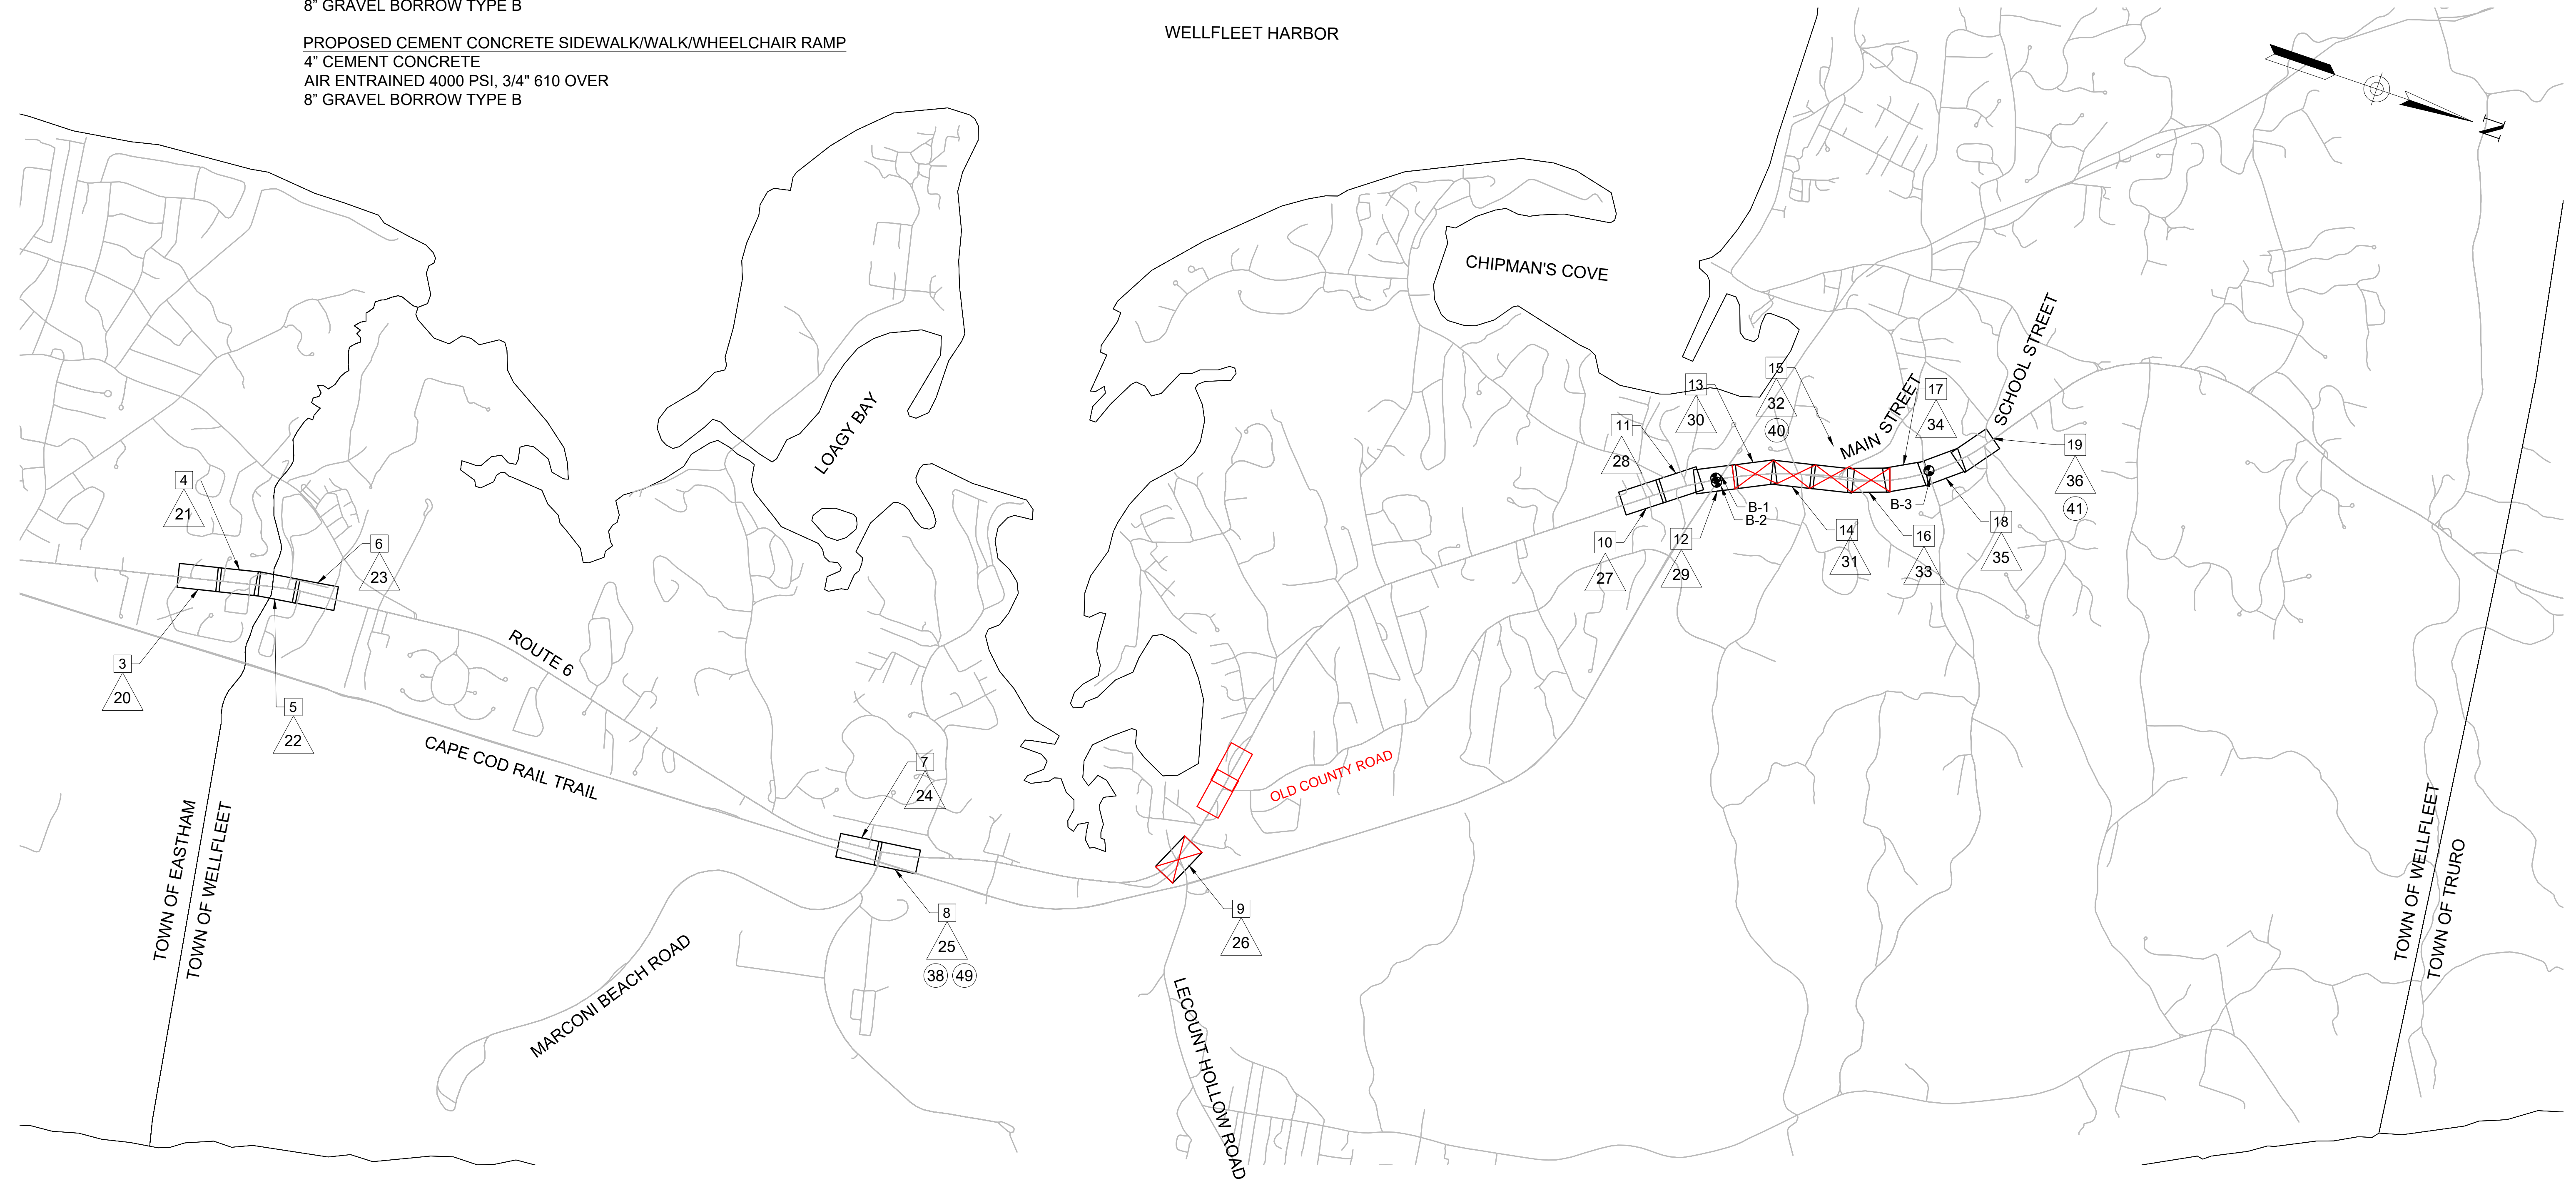 8” GRAVEL BORROW TYPE B
PROPOSED CEMENT CONCRETE SIDEWALK/WALK/WHEELCHAIR RAMP
4” CEMENT CONCRETE
AIR ENTRAINED 4000 PSI, 3/4" 610 OVER
8” GRAVEL BORROW TYPE B
WELLFLEET HARBOR
N
CHIPMAN'S COVE
LOAGY BAY
SCHOOL STREET
MAIN STREET
4
21
6
23
3
20
5
22
ROUTE 6
CAPE COD RAIL TRAIL
TOWN OF EASTHAM
TOWN OF WELLFLEET
MARCONI BEACH ROAD
7
24
8
25
38
49
9
26
OLD COUNTY ROAD
LECOUNT HOLLOW ROAD
11
28
13
30
15
32
40
17
34
19
36
41
10
27
12
29
B-1
B-2
14
31
B-3
16
33
18
35
TOWN OF WELLFLEET
TOWN OF TRURO